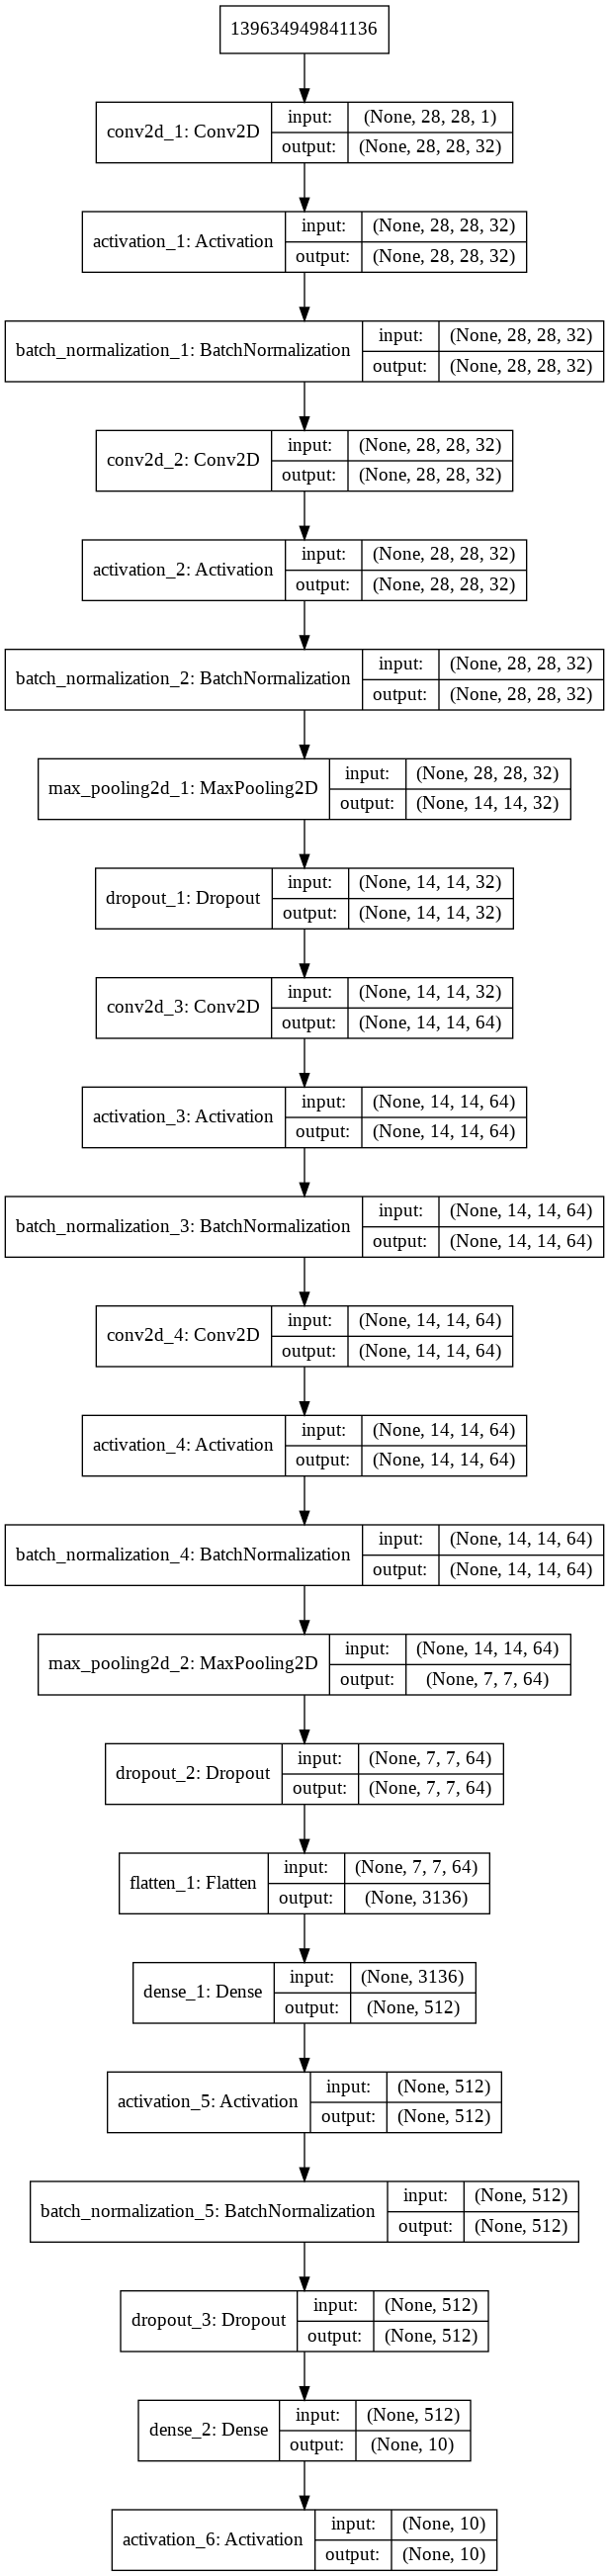 139634949841136
conv2d_1: Conv2D input: (None, 28, 28, 1)
output: (None, 28, 28, 32)
activation_1: Activation input: (None, 28, 28, 32)
output: (None, 28, 28, 32)
batch_normalization_1: BatchNormalization input: (None, 28, 28, 32)
output: (None, 28, 28, 32)
conv2d_2: Conv2D input: (None, 28, 28, 32)
output: (None, 28, 28, 32)
activation_2: Activation input: (None, 28, 28, 32)
output: (None, 28, 28, 32)
batch_normalization_2: BatchNormalization input: (None, 28, 28, 32)
output: (None, 28, 28, 32)
max_pooling2d_1: MaxPooling2D input: (None, 28, 28, 32)
output: (None, 14, 14, 32)
dropout_1: Dropout input: (None, 14, 14, 32)
output: (None, 14, 14, 32)
conv2d_3: Conv2D input: (None, 14, 14, 32)
output: (None, 14, 14, 64)
activation_3: Activation input: (None, 14, 14, 64)
output: (None, 14, 14, 64)
batch_normalization_3: BatchNormalization input: (None, 14, 14, 64)
output: (None, 14, 14, 64)
conv2d_4: Conv2D input: (None, 14, 14, 64)
output: (None, 14, 14, 64)
activation_4: Activation input: (None, 14, 14, 64)
output: (None, 14, 14, 64)
batch_normalization_4: BatchNormalization input: (None, 14, 14, 64)
output: (None, 14, 14, 64)
max_pooling2d_2: MaxPooling2D input: (None, 14, 14, 64)
output: (None, 7, 7, 64)
dropout_2: Dropout input: (None, 7, 7, 64)
output: (None, 7, 7, 64)
flatten_1: Flatten input: (None, 7, 7, 64)
output: (None, 3136)
dense_1: Dense input: (None, 3136)
output: (None, 512)
activation_5: Activation input: (None, 512)
output: (None, 512)
batch_normalization_5: BatchNormalization input: (None, 512)
output: (None, 512)
dropout_3: Dropout input: (None, 512)
output: (None, 512)
dense_2: Dense input: (None, 512)
output: (None, 10)
activation_6: Activation input: (None, 10)
output: (None, 10)